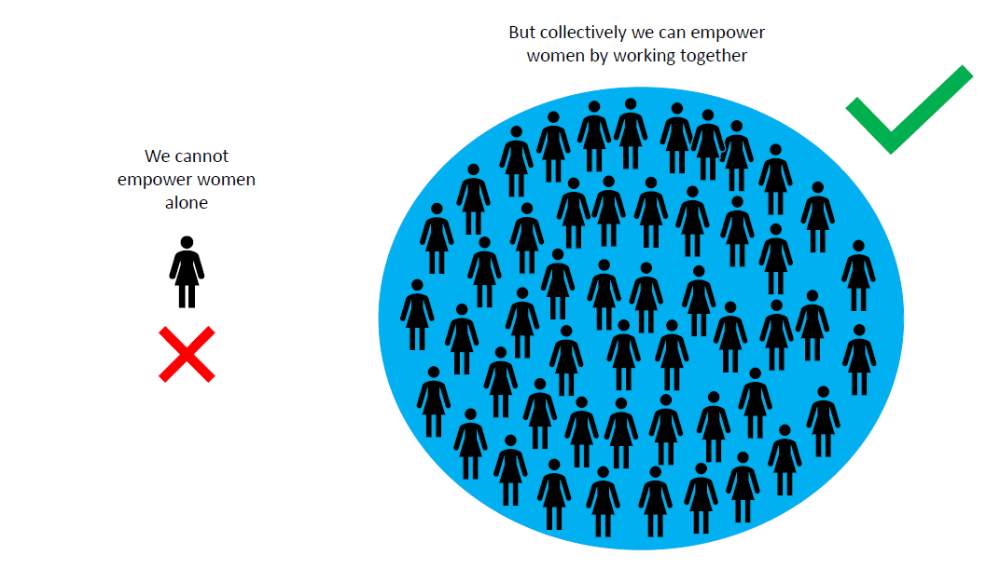 We cannot
empower women
alone
But collectively we can empower
women by working together